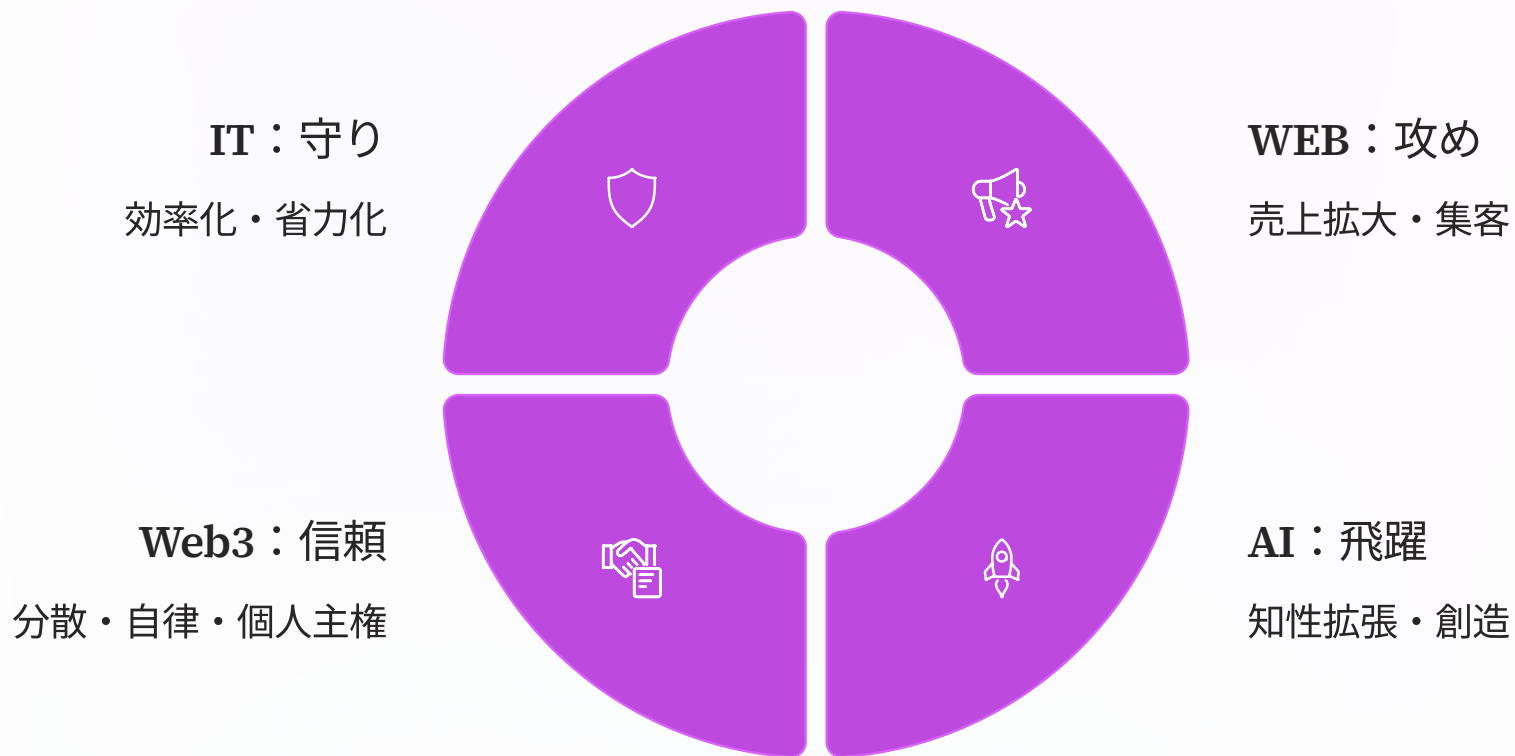 IT：守り
効率化・省力化
WEB：攻め
売上拡大・集客
Web3：信頼
分散・自律・個人主権
AI：飛躍
知性拡張・創造